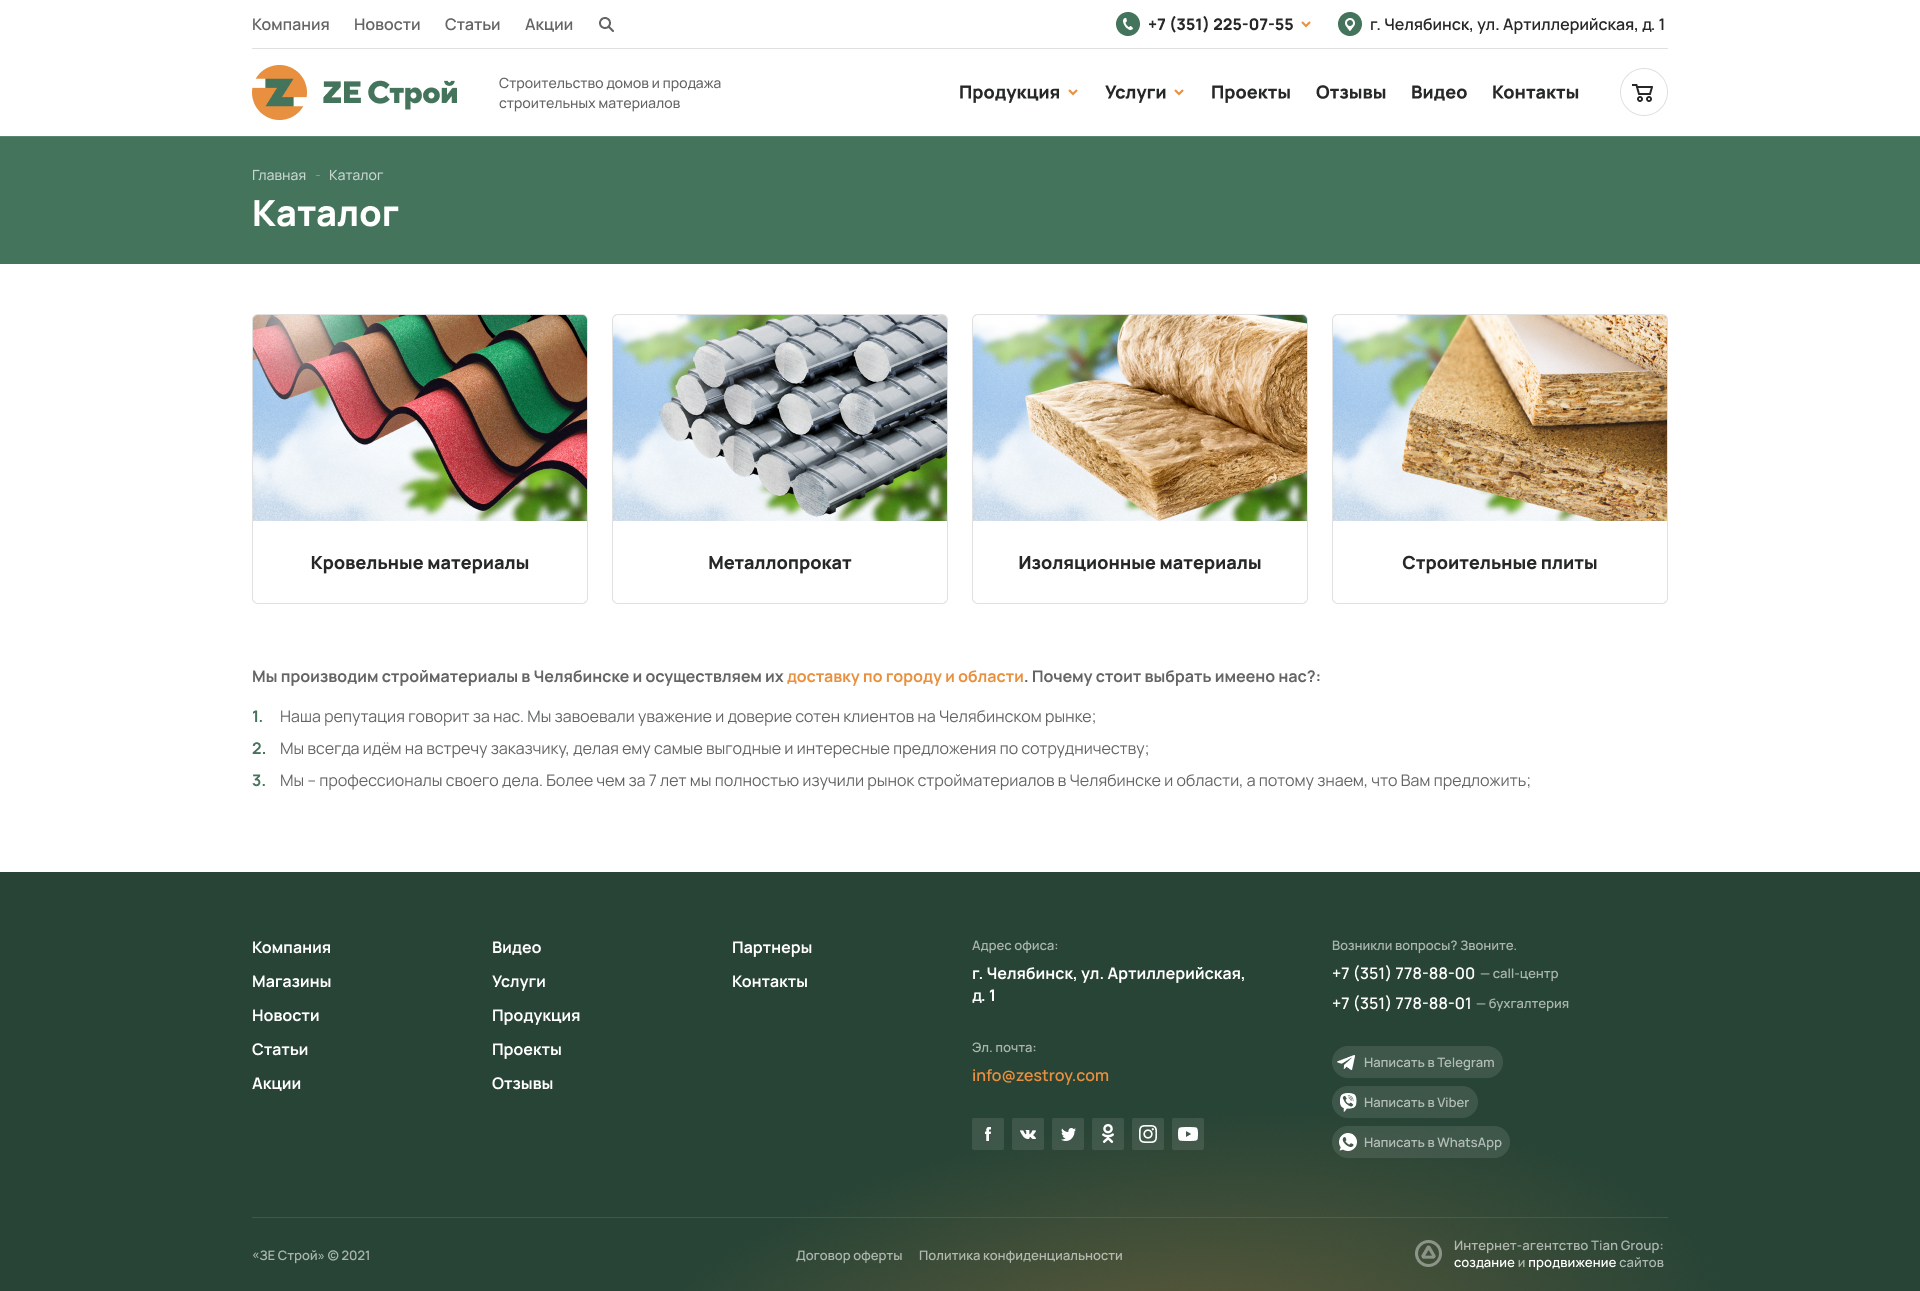 Компания Новости Статьи Акции
+7 (351) 225-07-55 г. Челябинск, ул. Артиллерийская, д. 1
ZE Строй
Строительство домов и продажа
строительных материалов
Продукция Услуги Проекты Отзывы Видео Контакты
Главная - Каталог
Каталог
Кровельные материалы
Металлопрокат
Изоляционные материалы
Строительные плиты
Мы производим стройматериалы в Челябинске и осуществляем их доставку по городу и области. Почему стоит выбрать имеено нас?:
1. Наша репутация говорит за нас. Мы завоевали уважение и доверие сотен клиентов на Челябинском рынке;
2. Мы всегда идём на встречу заказчику, делая ему самые выгодные и интересные предложения по сотрудничеству;
3. Мы – профессионалы своего дела. Более чем за 7 лет мы полностью изучили рынок стройматериалов в Челябинске и области, а потому знаем, что Вам предложить;
Компания
Магазины
Новости
Статьи
Акции
Видео
Услуги
Продукция
Проекты
Отзывы
Партнеры
Контакты
Адрес офиса:
г. Челябинск, ул. Артиллерийская,
д. 1
Эл. почта:
info@zestroy.com
Возникли вопросы? Звоните.
+7 (351) 778-88-00 — call-центр
+7 (351) 778-88-01 — бухгалтерия
Написать в Telegram
Написать в Viber
Написать в WhatsApp
«ЗЕ Строй» © 2021
Договор оферты Политика конфиденциальности
Интернет-агентство Tian Group:
создание и продвижение сайтов